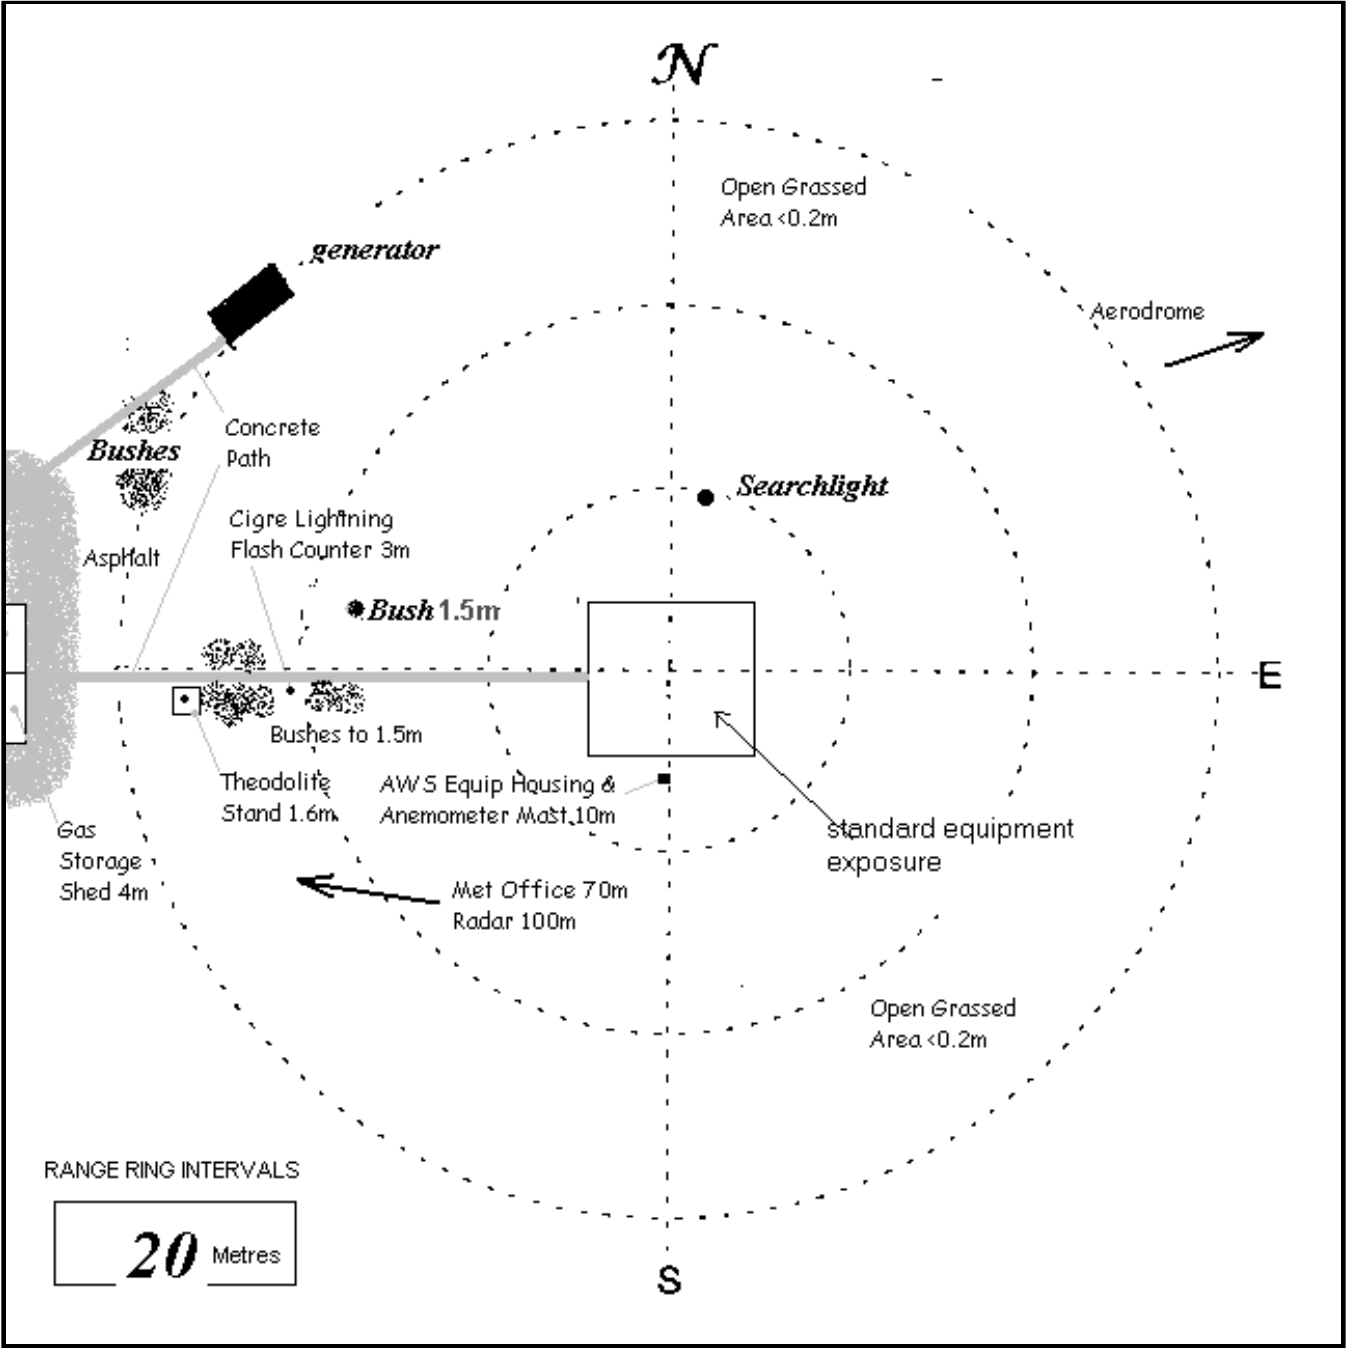 N
Open Grassed
Area <0.2m
generator
Aerodrome
Concrete
Path
Bushes
Searchlight
Cigre Lightning
Flash Counter 3m
Asphalt
Bush 1.5m
E
Bushes to 1.5m
Theodolite
Stand 1.6m
AWS Equip Housing &
Anemometer Mast 10m
standard equipment
exposure
Gas
Storage
Shed 4m
Met Office 70m
Radar 100m
Open Grassed
Area <0.2m
RANGE RING INTERVALS
20 Metres
S